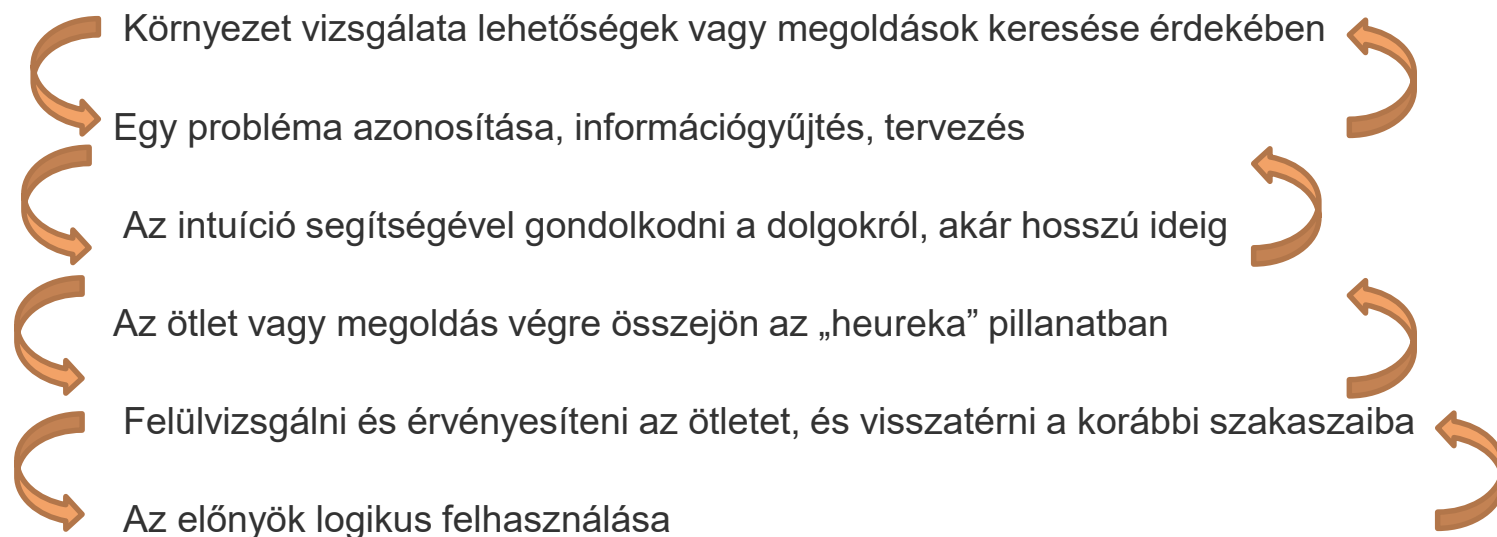 Környezet vizsgálata lehetőségek vagy megoldások keresése érdekében
Egy probléma azonosítása, információgyűjtés, tervezés
Az intuíció segítségével gondolkodni a dolgokról, akár hosszú ideig
Az ötlet vagy megoldás végre összejön az „heureka” pillanatban
Felülvizsgálni és érvényesíteni az ötletet, és visszatérni a korábbi szakaszaiba
Az előnyök logikus felhasználása